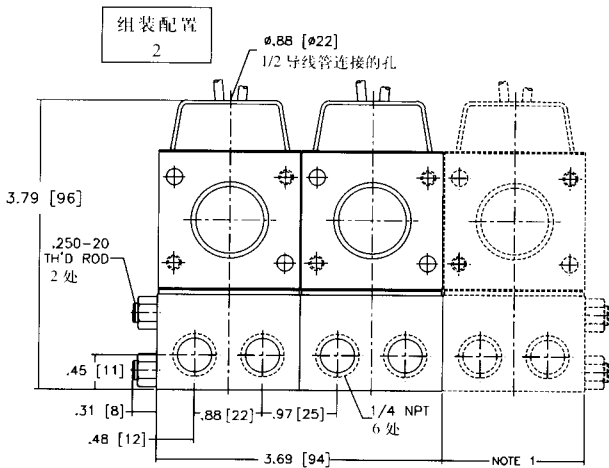 组装配置
2
ø.88 [ø22]
1/2 导线管连接的孔
3.79 [96]
.250-20
TH'D ROD
2 处
.45 [11]
.31 [8]
.88 [22]
.97 [25]
1/4 NPT
6 处
.48 [12]
3.69 [94]
NOTE 1